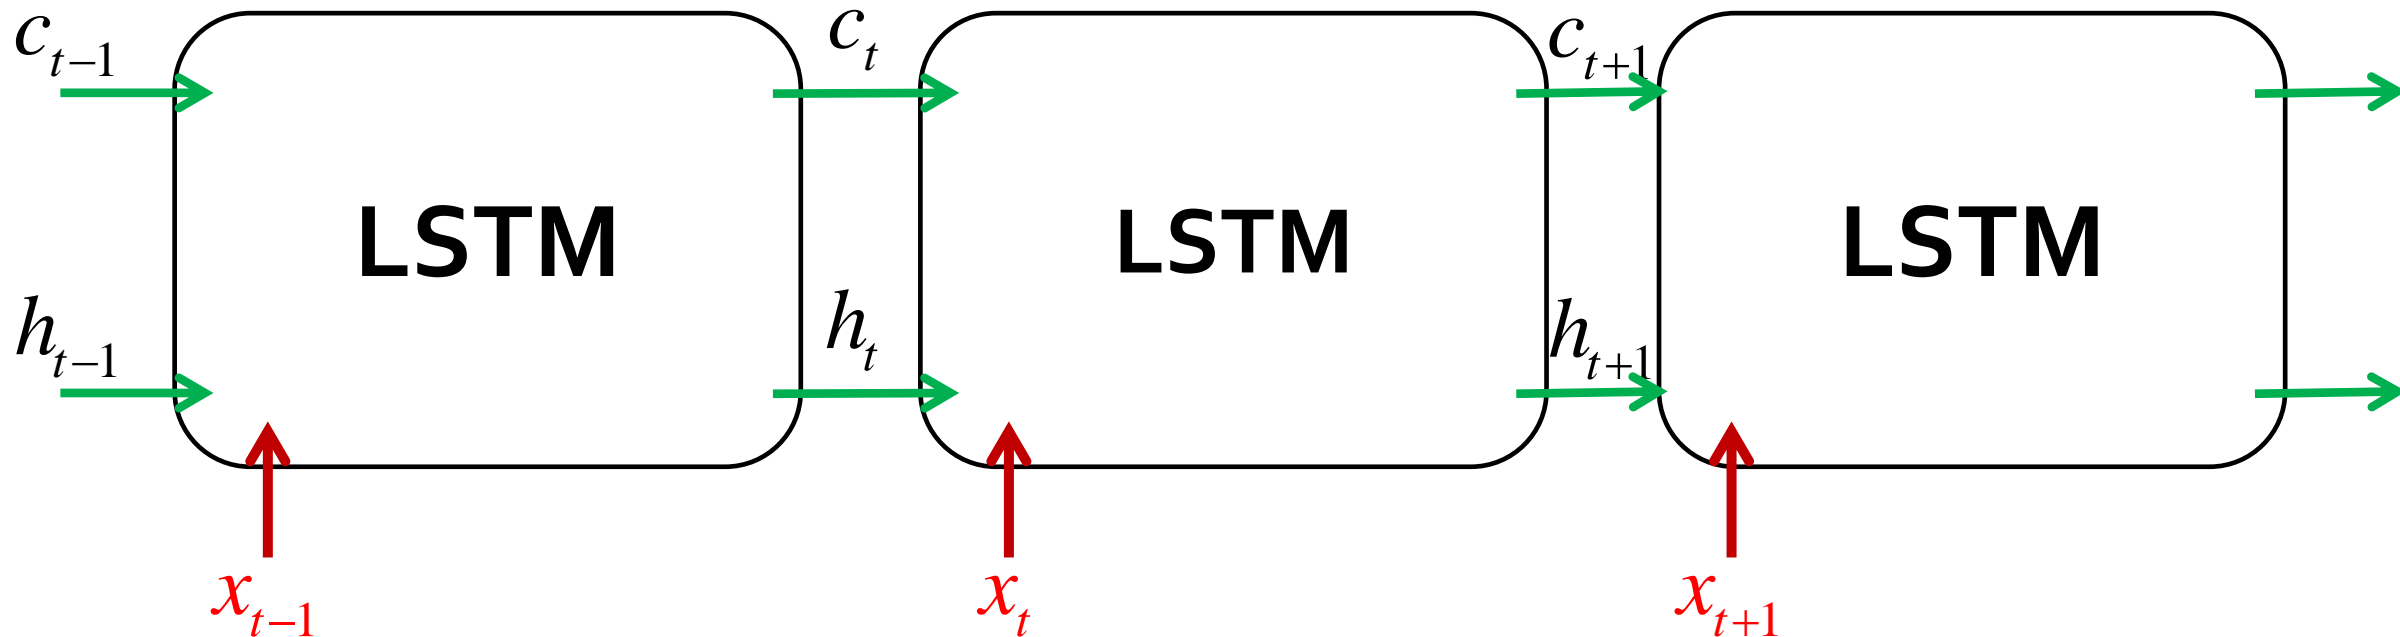 c_{t-1} c_t c_{t+1}
LSTM LSTM LSTM
h_{t-1} h_t h_{t+1}
x_{t-1} x_t x_{t+1}